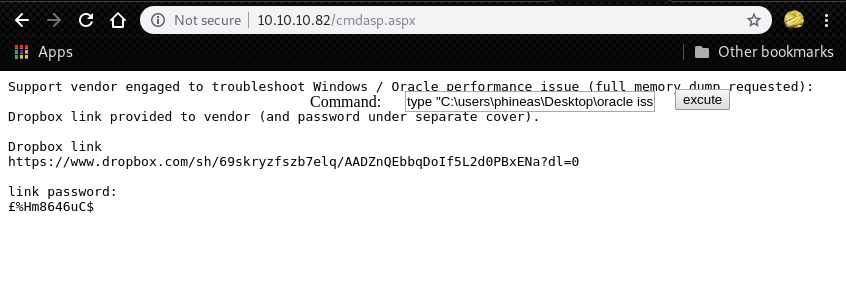 Not secure | 10.10.10.82/cmdasp.aspx
Apps
Other bookmarks
Support vendor engaged to troubleshoot Windows / Oracle performance issue (full memory dump requested):
Command: type "C:\users\phineas\Desktop\oracle iss excute
Dropbox link provided to vendor (and password under separate cover).
Dropbox link
https://www.dropbox.com/sh/69skryzfszb7elq/AADZnQEbbqDoIf5L2d0PBxENa?dl=0
link password:
£%Hm8646uC$